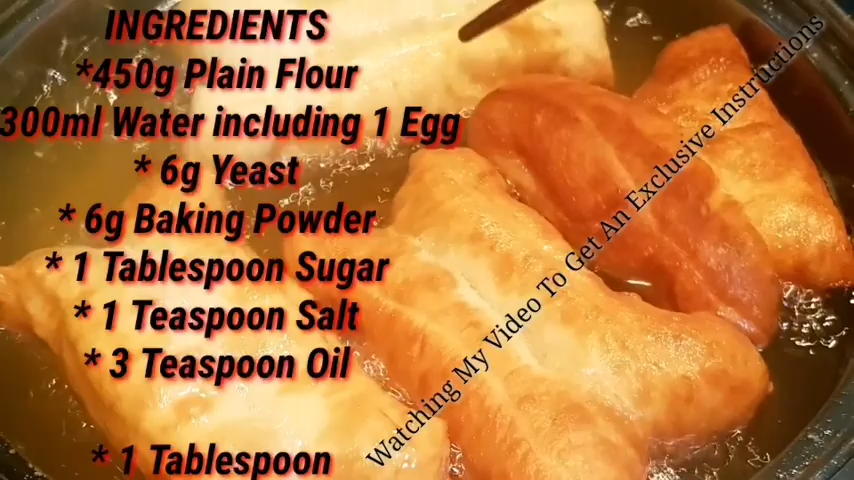 INGREDIENTS
*450g Plain Flour
300ml Water including 1 Egg
* 6g Yeast
* 6g Baking Powder
* 1 Tablespoon Sugar
* 1 Teaspoon Salt
* 3 Teaspoon Oil
* 1 Tablespoon
Watching My Video To Get An Exclusive Instructions